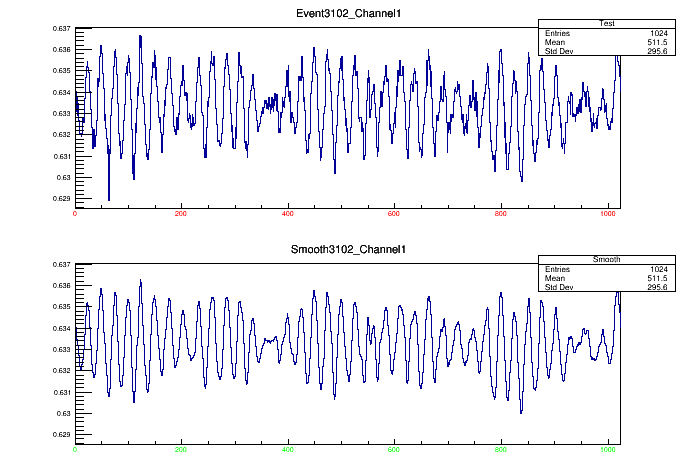 Event3102_Channel1
Test
Entries 1024
Mean 511.5
Std Dev 295.6
0.637
0.636
0.635
0.634
0.633
0.632
0.631
0.63
0.629
0 200 400 600 800 1000
Smooth3102_Channel1
Smooth
Entries 1024
Mean 511.5
Std Dev 295.6
0.637
0.636
0.635
0.634
0.633
0.632
0.631
0.63
0.629
0 200 400 600 800 1000